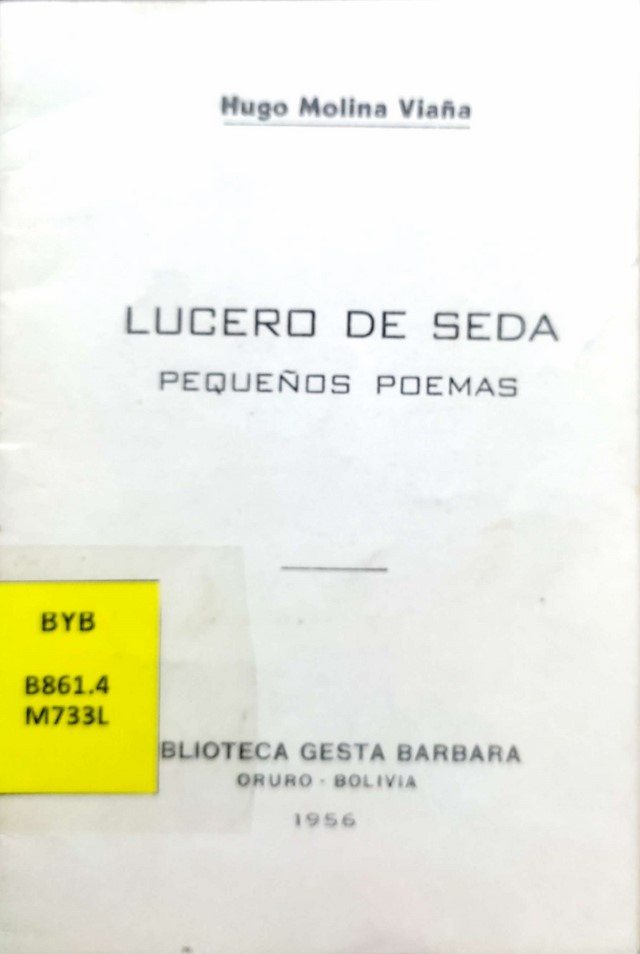 Hugo Molina Viaña
LUCERO DE SEDA
PEQUEÑOS POEMAS
BYB
B861.4
M733L
BLIOTECA GESTA BARBARA
ORURO - BOLIVIA
1956